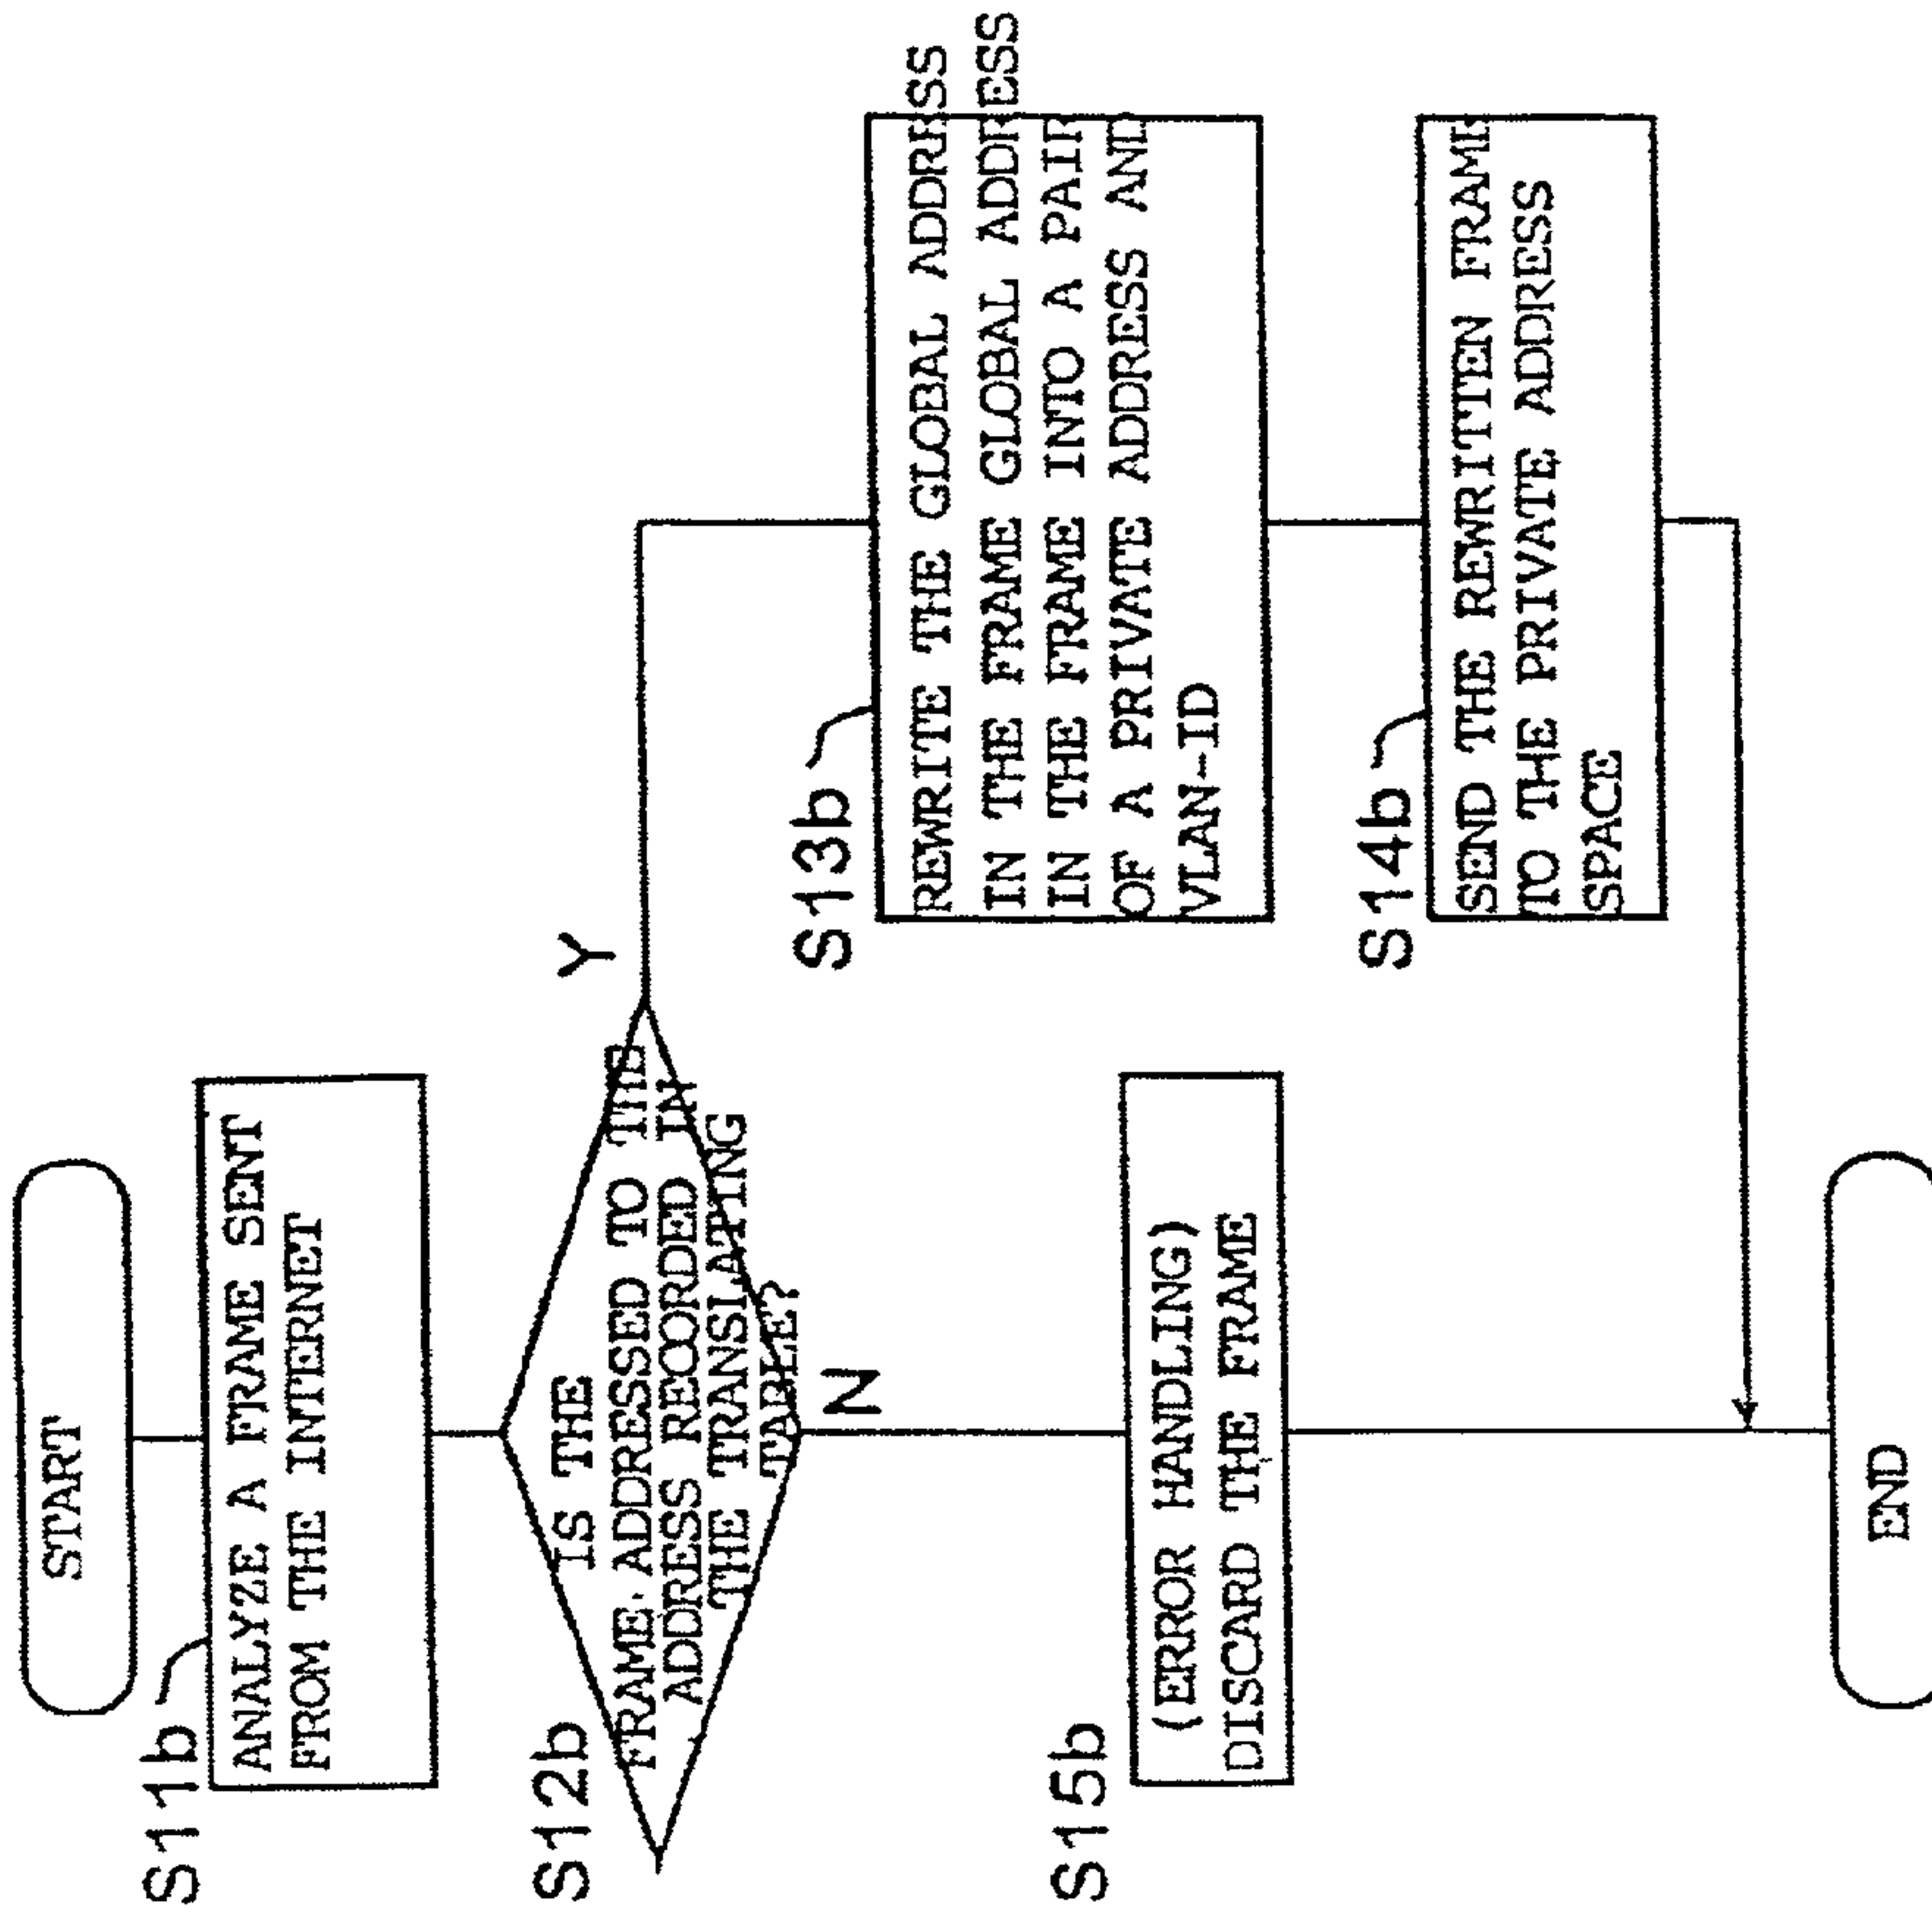 START
S11b
ANALYZE A FRAME SENT
FROM THE INTERNET
S12b
IS THE
FRAME ADDRESSED TO THE
ADDRESS RECORDED IN
THE TRANSLATING
TABLE?
Y
N
S13b
REWRITE THE GLOBAL ADDRESS
IN THE FRAME GLOBAL ADDRESS
IN THE FRAME INTO A PAIR
OF A PRIVATE ADDRESS AND
VLAN-ID
S14b
SEND THE REWRITTEN FRAME
TO THE PRIVATE ADDRESS
SPACE
S15b
(ERROR HANDLING)
DISCARD THE FRAME
END